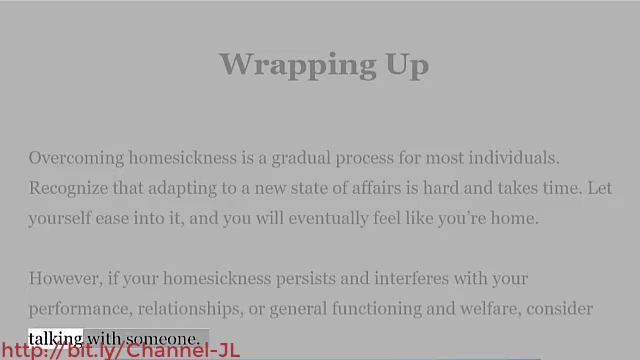 Wrapping Up
Overcoming homesickness is a gradual process for most individuals.
Recognize that adapting to a new state of affairs is hard and takes time. Let
yourself ease into it, and you will eventually feel like you’re home.
However, if your homesickness persists and interferes with your
performance, relationships, or general functioning and welfare, consider
talking with someone.
http://bit.ly/Channel-JL